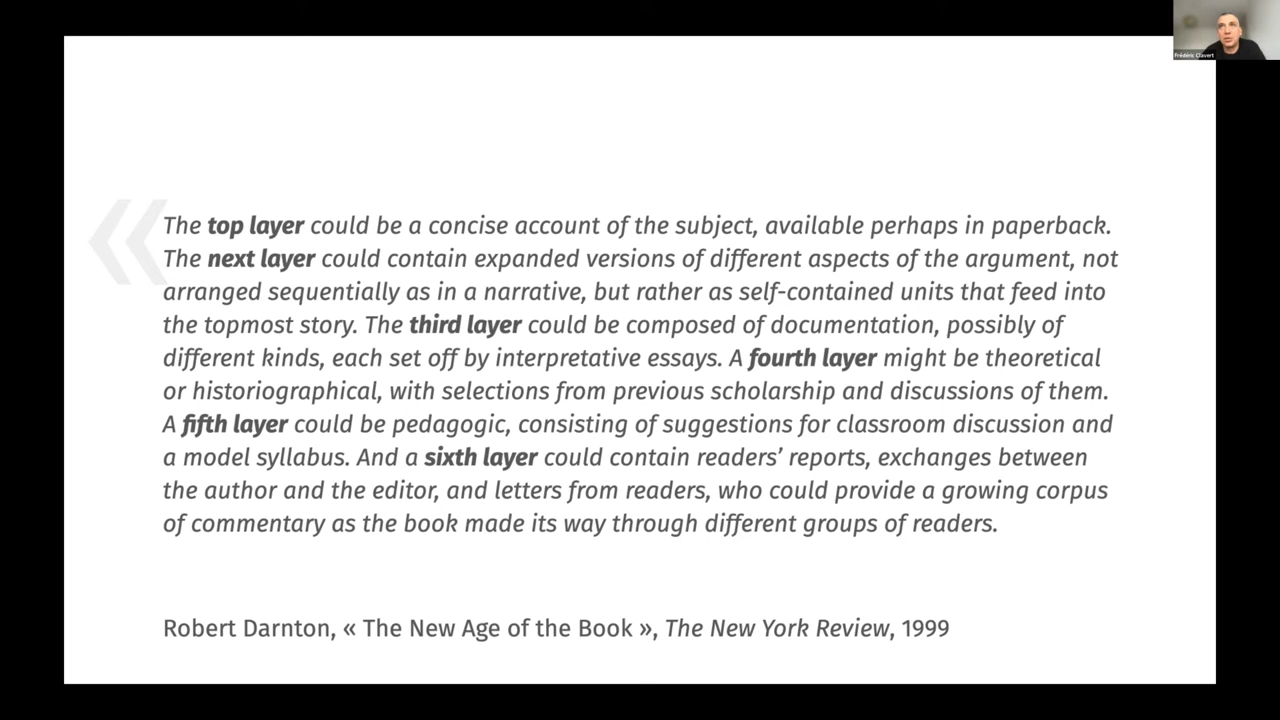 Frédéric Clavert
The top layer could be a concise account of the subject, available perhaps in paperback.
The next layer could contain expanded versions of different aspects of the argument, not
arranged sequentially as in a narrative, but rather as self-contained units that feed into
the topmost story. The third layer could be composed of documentation, possibly of
different kinds, each set off by interpretative essays. A fourth layer might be theoretical
or historiographical, with selections from previous scholarship and discussions of them.
A fifth layer could be pedagogic, consisting of suggestions for classroom discussion and
a model syllabus. And a sixth layer could contain readers’ reports, exchanges between
the author and the editor, and letters from readers, who could provide a growing corpus
of commentary as the book made its way through different groups of readers.
Robert Darnton, « The New Age of the Book », The New York Review, 1999